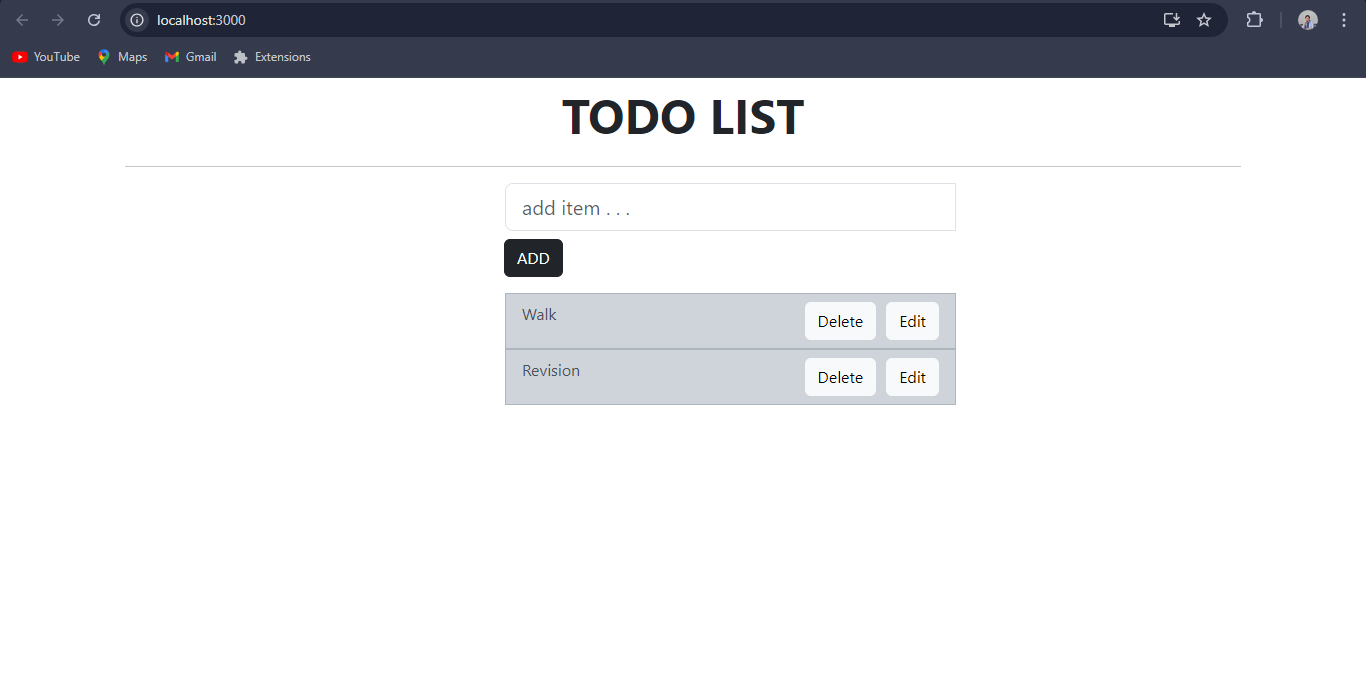 localhost:3000
YouTube Maps Gmail Extensions
TODO LIST
add item . . .
ADD
Walk Delete Edit
Revision Delete Edit